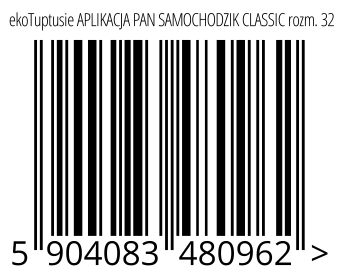 ekoTuptusie APLIKACJA PAN SAMOCHODZIK CLASSIC rozm. 32
5 904083 480962 >